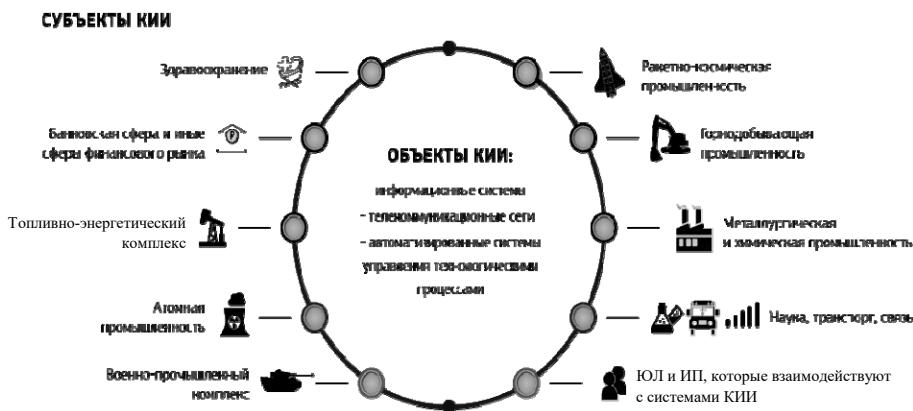 СУБЪЕКТЫ КИИ
Здравоохранение
Банковская сфера и иные
сферы финансового рынка
Топливно-энергетический
комплекс
Атомная
промышленность
Военно-промышленный
комплекс
ОБЪЕКТЫ КИИ:
информационные системы
- телекоммуникационные сети
- автоматизированные системы
управления технологическими
процессами
Ракетно-космическая
промышленность
Горнодобывающая
промышленность
Металлургическая
и химическая промышленность
Наука, транспорт, связь
ЮЛ и ИП, которые взаимодействуют
с системами КИИ